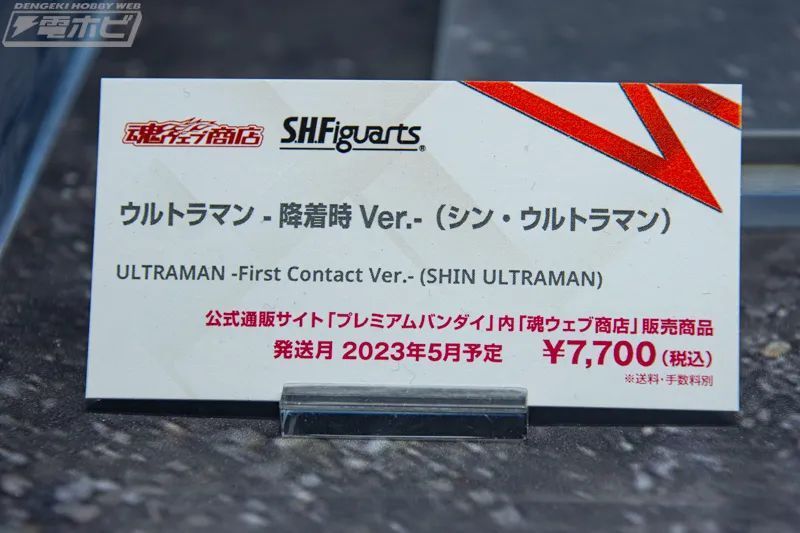 DENGEKI HOBBY WEB
電ホビ
魂ウェブ商店 S.H.Figuarts®
ウルトラマン - 降着時 Ver.-（シン・ウルトラマン）
ULTRAMAN -First Contact Ver.- (SHIN ULTRAMAN)
公式通販サイト「プレミアムバンダイ」内「魂ウェブ商店」販売商品
発送月 2023年5月予定 ¥7,700（税込）
※送料・手数料別